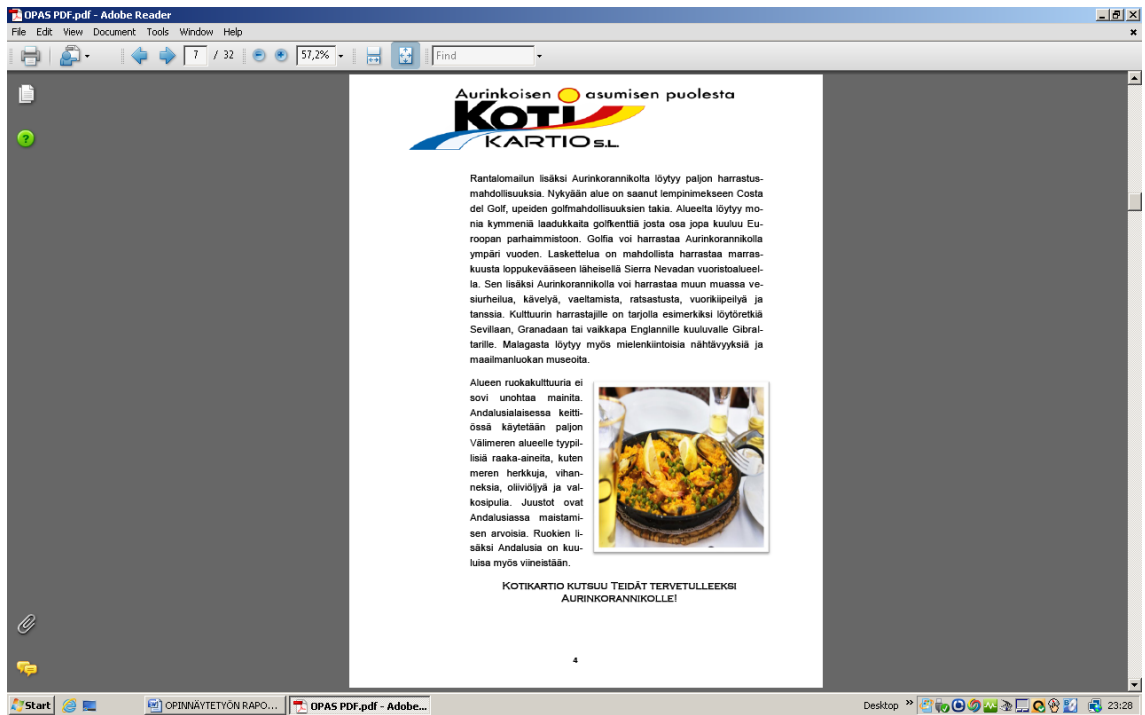 OPAS PDF.pdf - Adobe Reader
File Edit View Document Tools Window Help
7 / 32 57,2% Find
Aurinkoisen asumisen puolesta
KOTI
KARTIO S.L.
Rantalomailun lisäksi Aurinkorannikolta löytyy paljon harrastus-
mahdollisuuksia. Nykyään alue on saanut lempinimekseen Costa
del Golf, upeiden golfmahdollisuuksien takia. Alueelta löytyy mo-
nia kymmeniä laadukkaita golfkenttiä josta osa jopa kuuluu Eu-
roopan parhaimmistoon. Golfia voi harrastaa Aurinkorannikolla
ympäri vuoden. Laskettelua on mahdollista harrastaa marras-
kuusta loppukevääseen läheisellä Sierra Nevadan vuoristoalueel-
la. Sen lisäksi Aurinkorannikolla voi harrastaa muun muassa ve-
siurheilua, kävelyä, vaeltamista, ratsastusta, vuorikiipeilyä ja
tanssia. Kulttuurin harrastajille on tarjolla esimerkiksi löytöretkiä
Sevillaan, Granadaan tai vaikkapa Englannille kuuluvalle Gibral-
tarille. Malagasta löytyy myös mielenkiintoisia nähtävyyksiä ja
maailmanluokan museoita.
Alueen ruokakulttuuria ei
sovi unohtaa mainita.
Andalusialaisessa keitti-
össä käytetään paljon
Välimeren alueelle tyypil-
lisiä raaka-aineita, kuten
meren herkkuja, vihan-
neksia, oliiviöljyä ja val-
kosipulia. Juustot ovat
Andalusiassa maistami-
sen arvoisia. Ruokien li-
säksi Andalusia on kuu-
luisa myös viineistään.
KOTIKARTIO KUTSUU TEIDÄT TERVETULLEEKSI
AURINKORANNIKOLLE!
4
Start OPINNÄYTETYÖN RAPO... OPAS PDF.pdf - Adobe... Desktop » 23:28